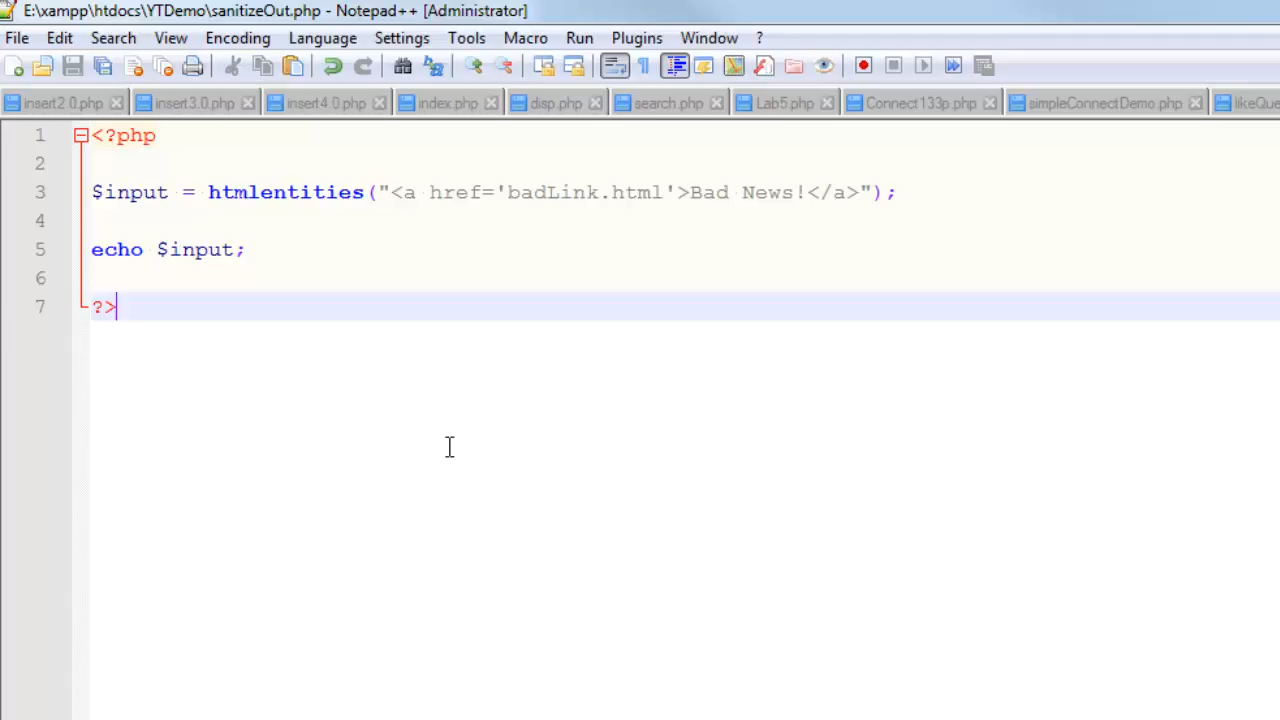 E:\xampp\htdocs\YTDemo\sanitizeOut.php - Notepad++ [Administrator]
File Edit Search View Encoding Language Settings Tools Macro Run Plugins Window ?
insert2.0.php insert3.0.php insert4.0.php index.php disp.php search.php Lab5.php Connect133p.php simpleConnectDemo.php likeQue
1 <?php
2
3 $input = htmlentities("<a href='badLink.html'>Bad News!</a>");
4
5 echo $input;
6
7 ?>